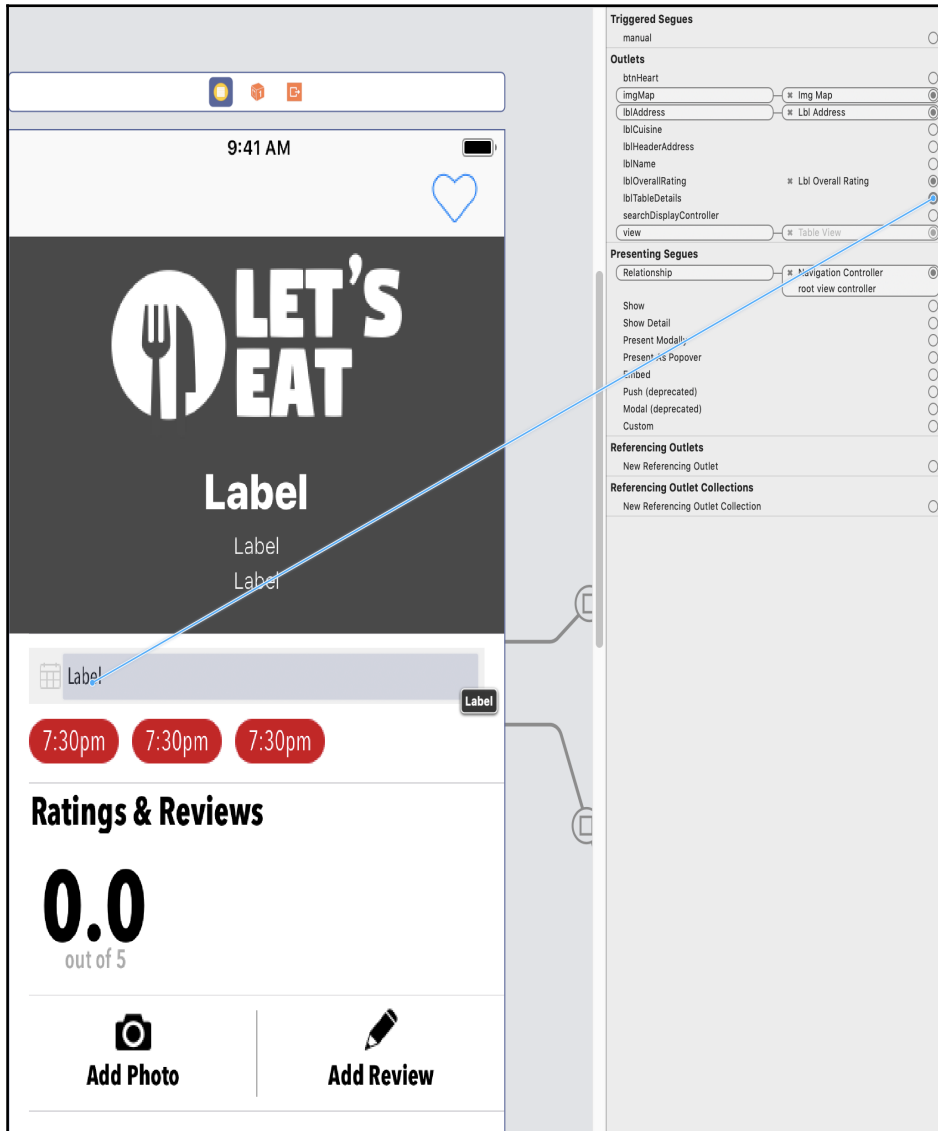 9:41 AM
LET'S
EAT
Label
Label
Label
Label
Label
7:30pm 7:30pm 7:30pm
Ratings & Reviews
0.0
out of 5
Add Photo Add Review
Triggered Segues
manual
Outlets
btnHeart
imgMap × Img Map
lblAddress × Lbl Address
lblCuisine
lblHeaderAddress
lblName
lblOverallRating × Lbl Overall Rating
lblTableDetails
searchDisplayController
view × Table View
Presenting Segues
Relationship × Navigation Controller
root view controller
Show
Show Detail
Present Modally
Present As Popover
Embed
Push (deprecated)
Modal (deprecated)
Custom
Referencing Outlets
New Referencing Outlet
Referencing Outlet Collections
New Referencing Outlet Collection